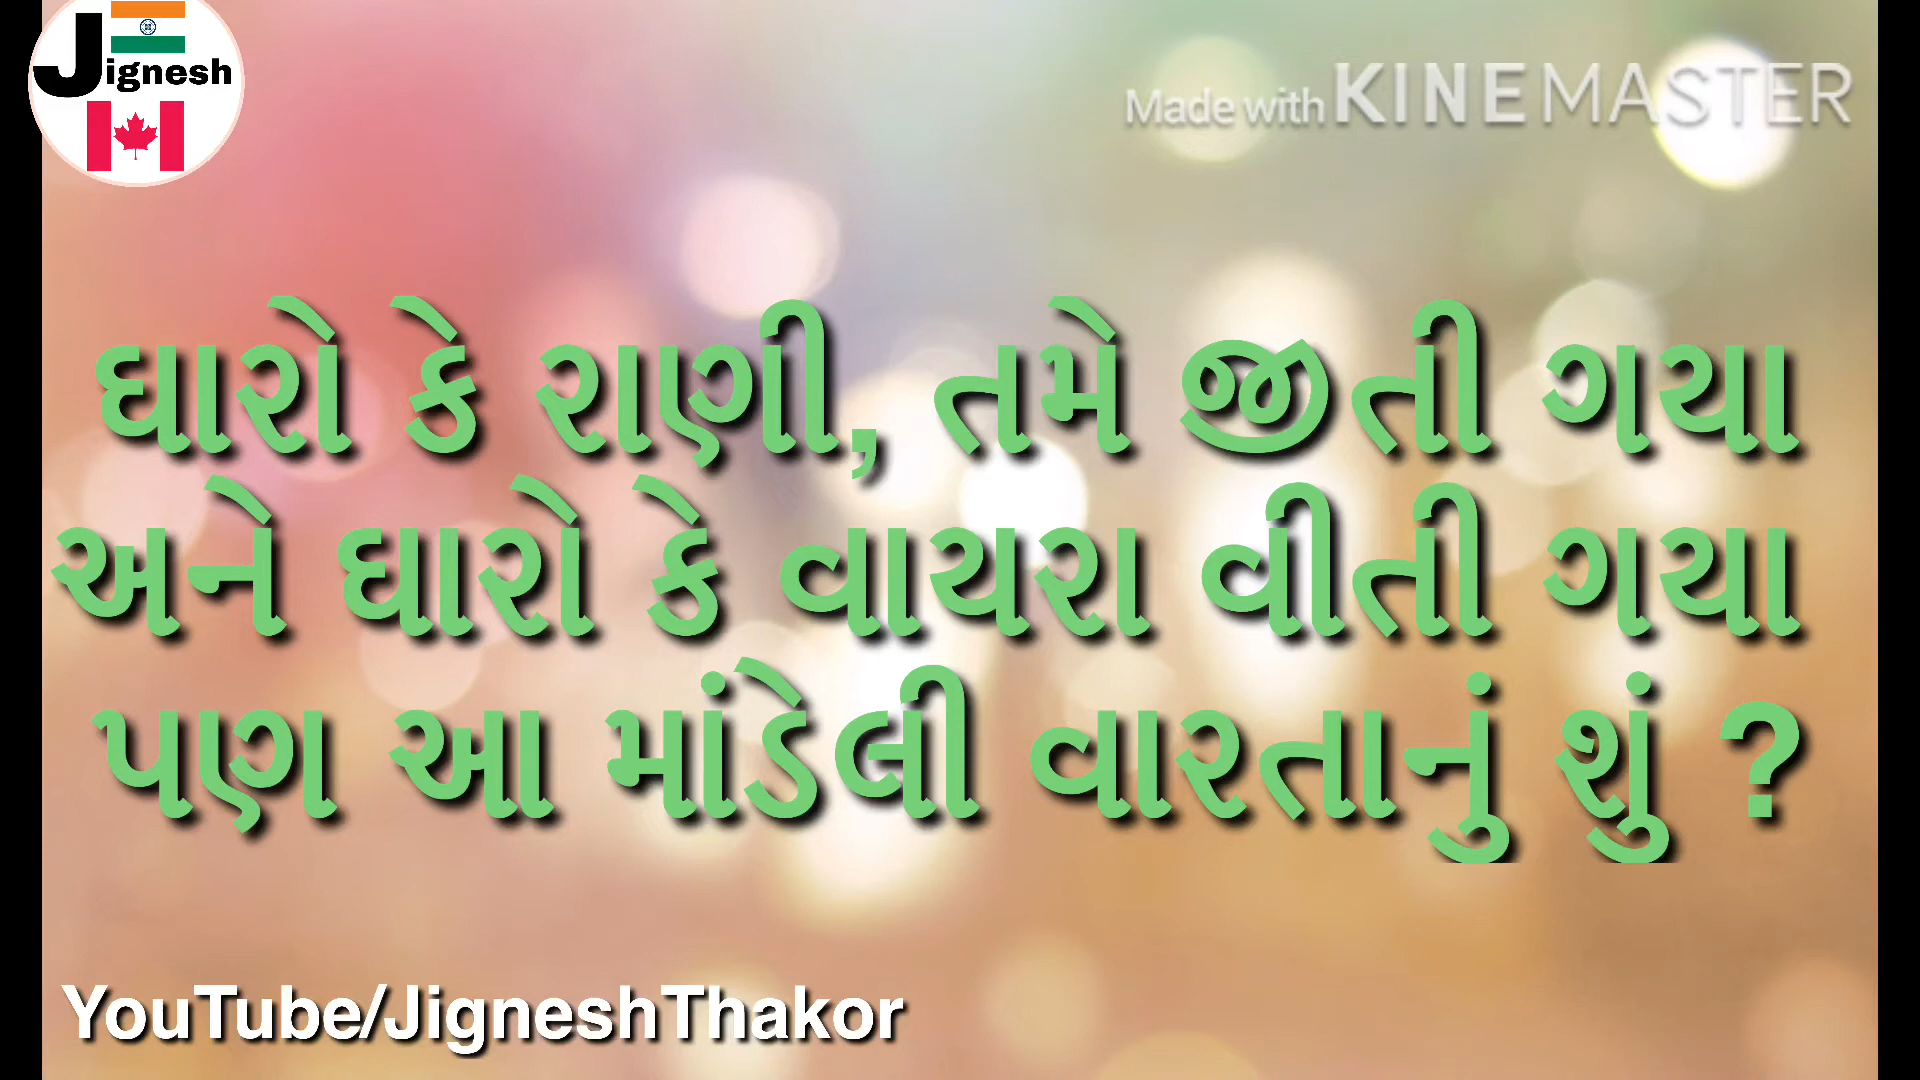 Jignesh
Made with KINEMASTER
ઘારો કે રાણી, તમે જીતી ગયા
અને ઘારો કે વાયરા વીતી ગયા
પણ આ માંડેલી વારતાનું શું ?
YouTube/JigneshThakor